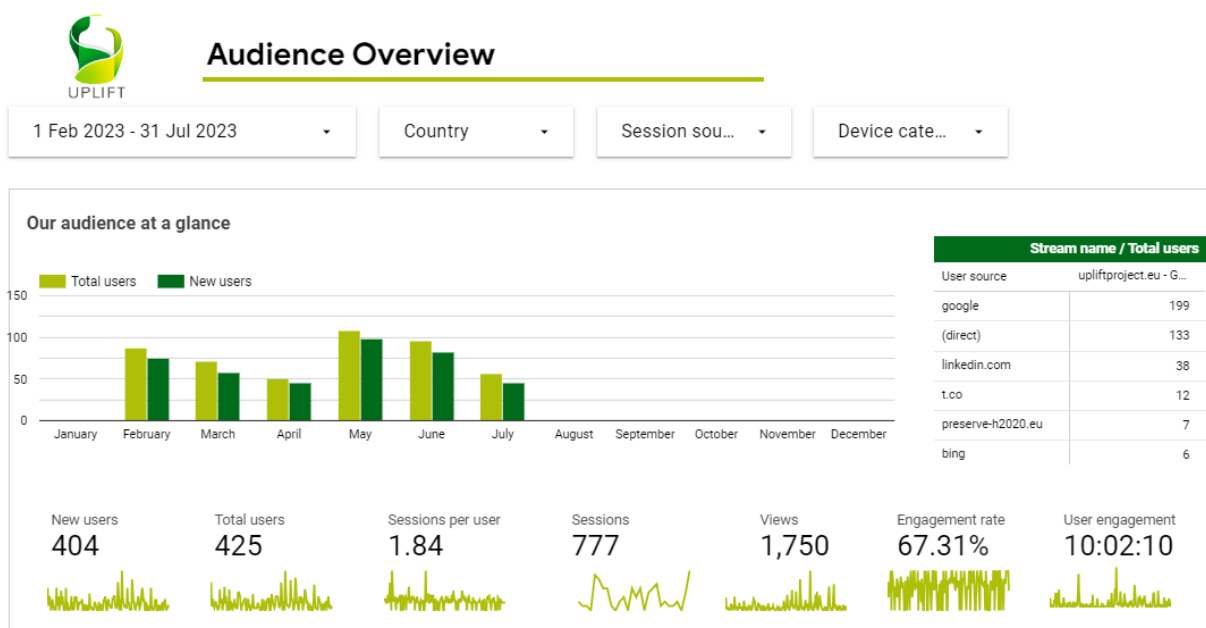 UPLIFT
Audience Overview
1 Feb 2023 - 31 Jul 2023
Country
Session sou...
Device cate...
Our audience at a glance
Total users
New users
150
100
50
0
January February March April May June July August September October November December
Stream name / Total users
User source upliftproject.eu - G...
google 199
(direct) 133
linkedin.com 38
t.co 12
preserve-h2020.eu 7
bing 6
New users Total users Sessions per user Sessions Views Engagement rate User engagement
404 425 1.84 777 1,750 67.31% 10:02:10